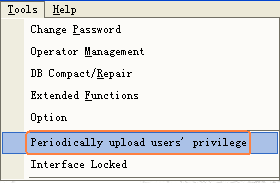 Tools Help
Change Password
Operator Management
DB Compact/Repair
Extended Functions
Option
Periodically upload users' privilege
Interface Locked